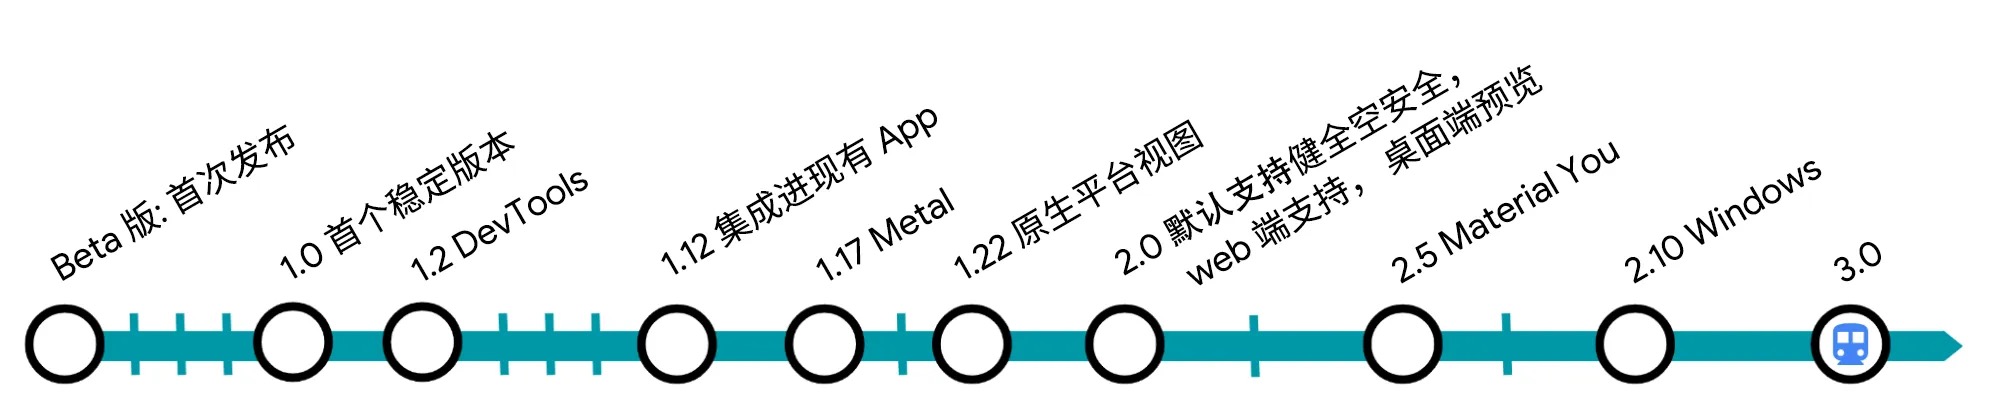 Beta 版: 首次发布
1.0 首个稳定版本
1.2 DevTools
1.12 集成进现有 App
1.17 Metal
1.22 原生平台视图
2.0 默认支持健全空安全，
web 端支持， 桌面端预览
2.5 Material You
2.10 Windows
3.0